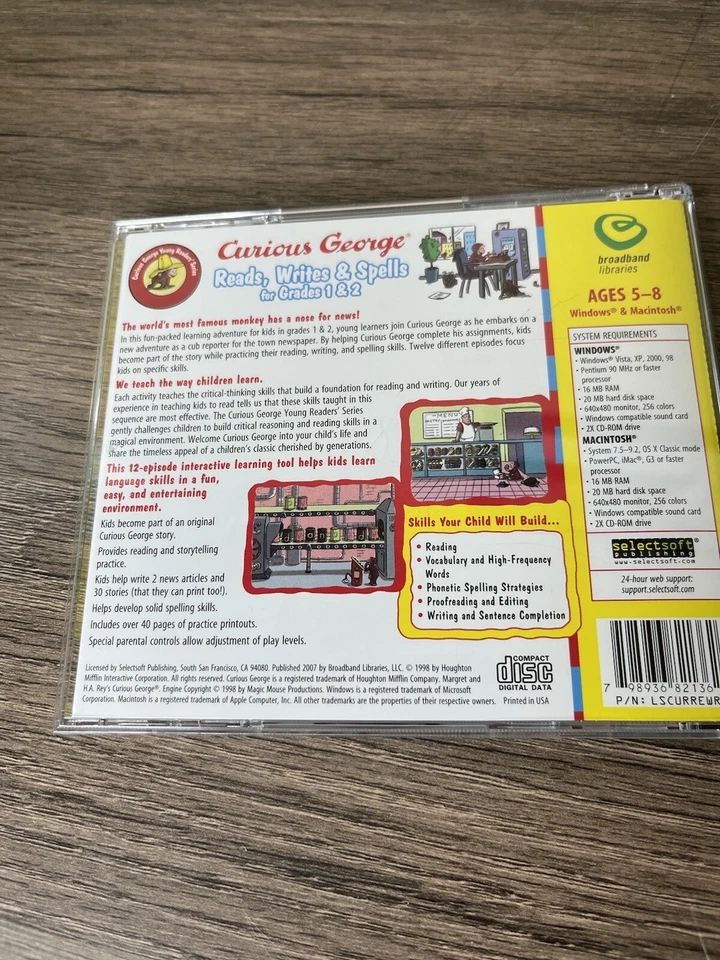 Curious George Young Readers' Series
Curious George®
Reads, Writes & Spells
for Grades 1 & 2
The world's most famous monkey has a nose for news!
In this fun-packed learning adventure for kids in grades 1 & 2, young learners join Curious George as he embarks on a
new adventure as a cub reporter for the town newspaper. By helping Curious George complete his assignments, kids
become part of the story while practicing their reading, writing, and spelling skills. Twelve different episodes focus
kids on specific skills.
We teach the way children learn.
Each activity teaches the critical-thinking skills that build a foundation for reading and writing. Our years of
experience in teaching kids to read tells us that these skills taught in this
sequence are most effective. The Curious George Young Readers' Series
gently challenges children to build critical reasoning and reading skills in a
magical environment. Welcome Curious George into your child's life and
share the timeless appeal of a children's classic cherished by generations.
This 12-episode interactive learning tool helps kids learn
language skills in a fun,
easy, and entertaining
environment.
Kids become part of an original
Curious George story.
Provides reading and storytelling
practice.
Kids help write 2 news articles and
30 stories (that they can print too!).
Helps develop solid spelling skills.
Includes over 40 pages of practice printouts.
Special parental controls allow adjustment of play levels.
MENU
Skills Your Child Will Build...
• Reading
• Vocabulary and High-Frequency
Words
• Phonetic Spelling Strategies
• Proofreading and Editing
• Writing and Sentence Completion
Licensed by Selectsoft Publishing, South San Francisco, CA 94080. Published 2007 by Broadband Libraries, LLC. © 1998 by Houghton
Mifflin Interactive Corporation. All rights reserved. Curious George is a registered trademark of Houghton Mifflin Company. Margret and
H.A. Rey's Curious George®. Engine Copyright © 1998 by Magic Mouse Productions. Windows is a registered trademark of Microsoft
Corporation. Macintosh is a registered trademark of Apple Computer, Inc. All other trademarks are the properties of their respective owners. Printed in USA
COMPACT
disc
DIGITAL DATA
broadband
libraries
AGES 5–8
Windows® & Macintosh®
SYSTEM REQUIREMENTS
WINDOWS®
• Windows® Vista, XP, 2000, 98
• Pentium 90 MHz or faster
processor
• 16 MB RAM
• 20 MB hard disk space
• 640x480 monitor, 256 colors
• Windows compatible sound card
• 2X CD-ROM drive
MACINTOSH®
• System 7.5–9.2, OS X Classic mode
• PowerPC, iMac®, G3 or faster
processor
• 16 MB RAM
• 20 MB hard disk space
• 640x480 monitor, 256 colors
• Windows compatible sound card
• 2X CD-ROM drive
selectsoft
publishing
www.selectsoft.com
24-hour web support:
support.selectsoft.com
7 98936 82136
P/N: LSCURREWR